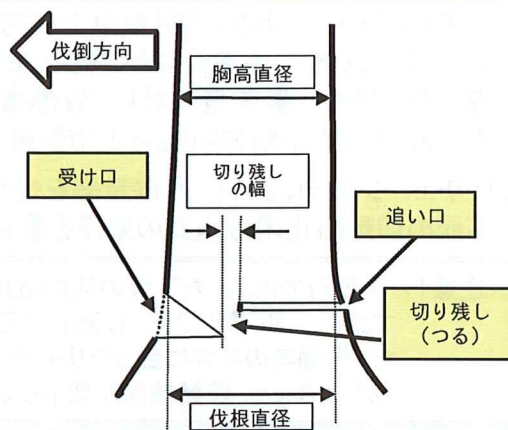 伐倒方向
胸高直径
受け口
切り残し
の幅
追い口
切り残し
（つる）
伐根直径